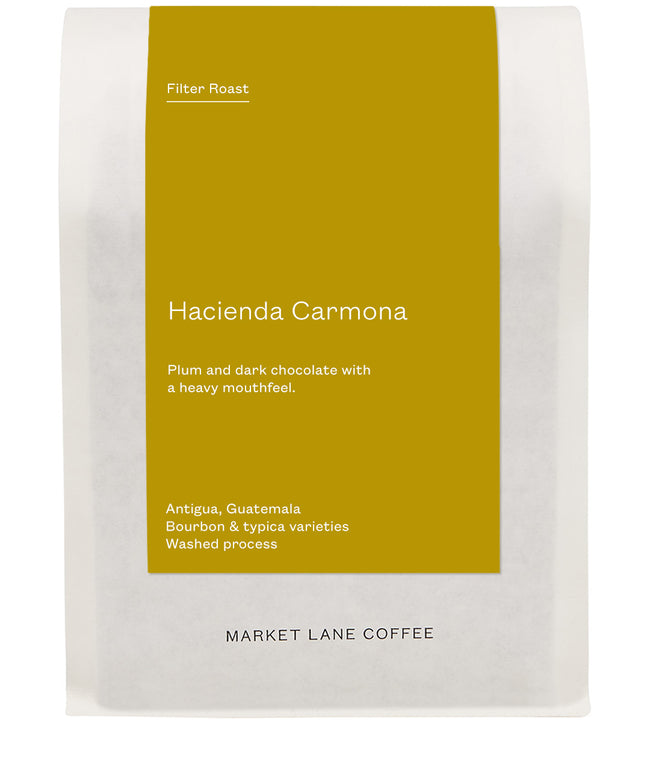 Filter Roast
Hacienda Carmona
Plum and dark chocolate with
a heavy mouthfeel.
Antigua, Guatemala
Bourbon & typica varieties
Washed process
MARKET LANE COFFEE